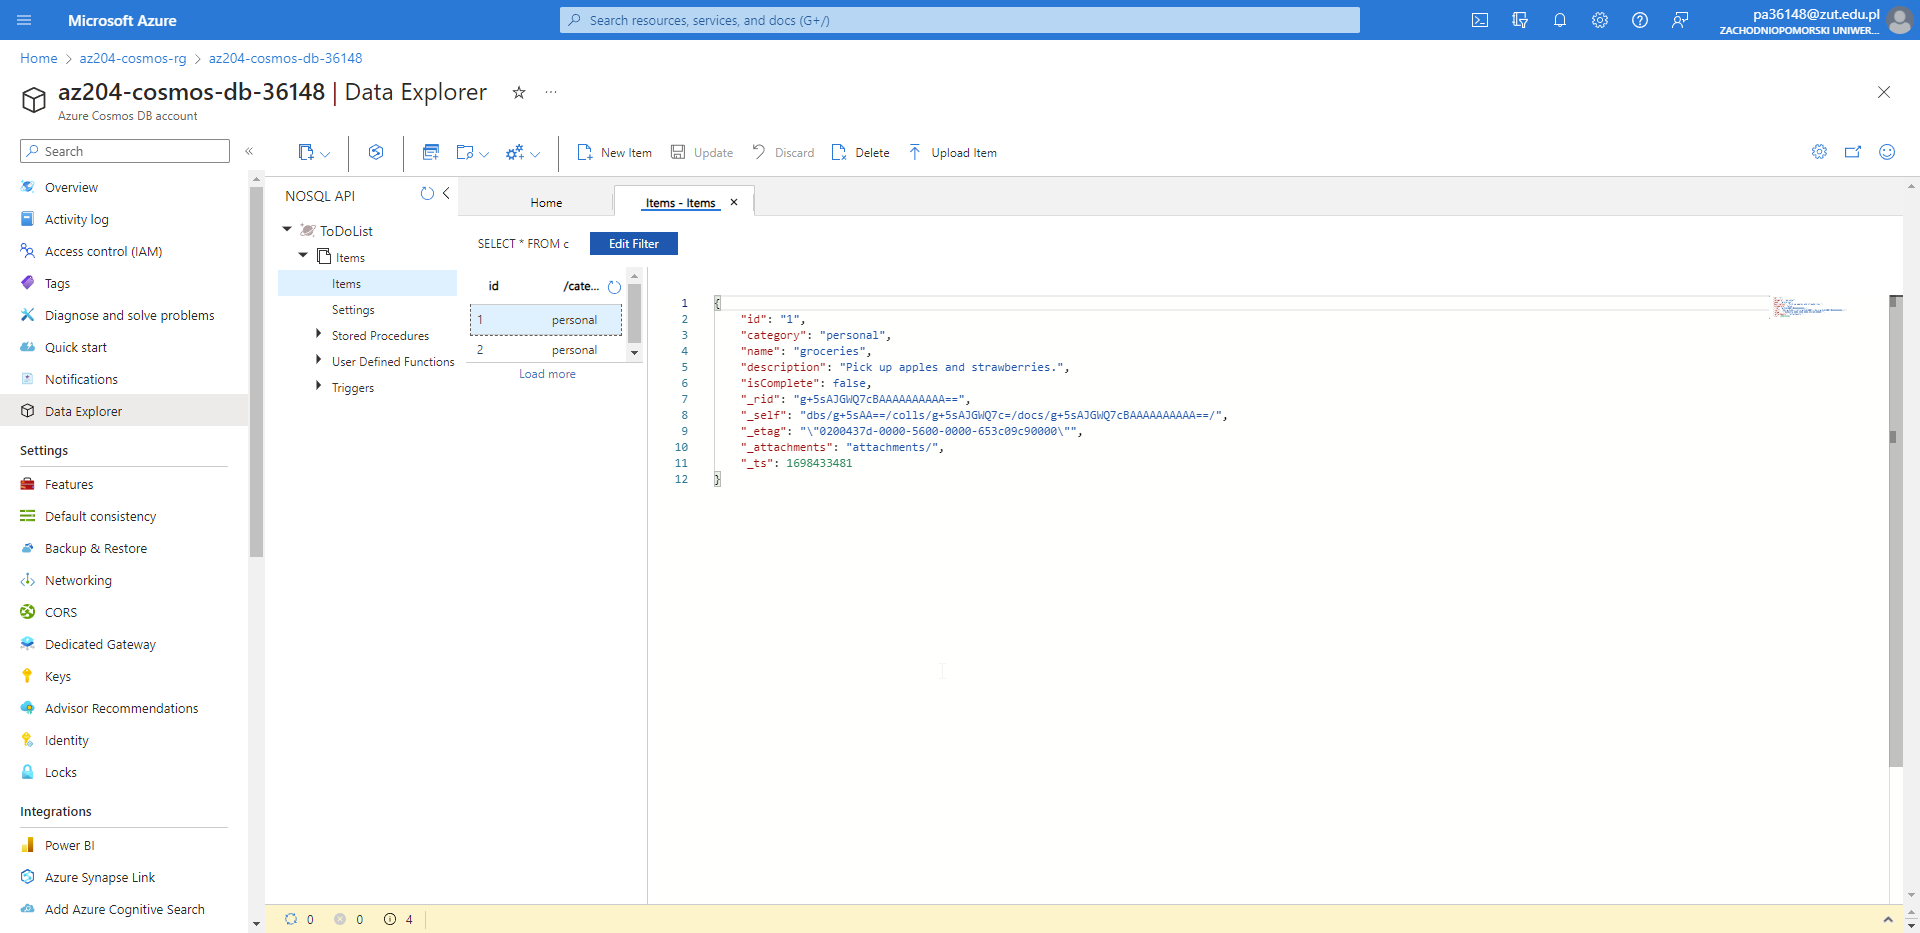 Microsoft Azure
Search resources, services, and docs (G+/)
pa36148@zut.edu.pl
ZACHODNIOPOMORSKI UNIWER...
Home > az204-cosmos-rg > az204-cosmos-db-36148
az204-cosmos-db-36148 | Data Explorer
Azure Cosmos DB account
Search
Overview
Activity log
Access control (IAM)
Tags
Diagnose and solve problems
Quick start
Notifications
Data Explorer
Settings
Features
Default consistency
Backup & Restore
Networking
CORS
Dedicated Gateway
Keys
Advisor Recommendations
Identity
Locks
Integrations
Power BI
Azure Synapse Link
Add Azure Cognitive Search
New Item
Update
Discard
Delete
Upload Item
NOSQL API
ToDoList
Items
Items
Settings
Stored Procedures
User Defined Functions
Triggers
Home
Items - Items
SELECT * FROM c
Edit Filter
id /cate...
1 personal
2 personal
Load more
1 {
2 "id": "1",
3 "category": "personal",
4 "name": "groceries",
5 "description": "Pick up apples and strawberries.",
6 "isComplete": false,
7 "_rid": "g+5sAJGWQ7cBAAAAAAAAAA==",
8 "_self": "dbs/g+5sAA==/colls/g+5sAJGWQ7c=/docs/g+5sAJGWQ7cBAAAAAAAAAA==/",
9 "_etag": "\"0200437d-0000-5600-0000-653c09c90000\"",
10 "_attachments": "attachments/",
11 "_ts": 1698433481
12 }
0 0 4